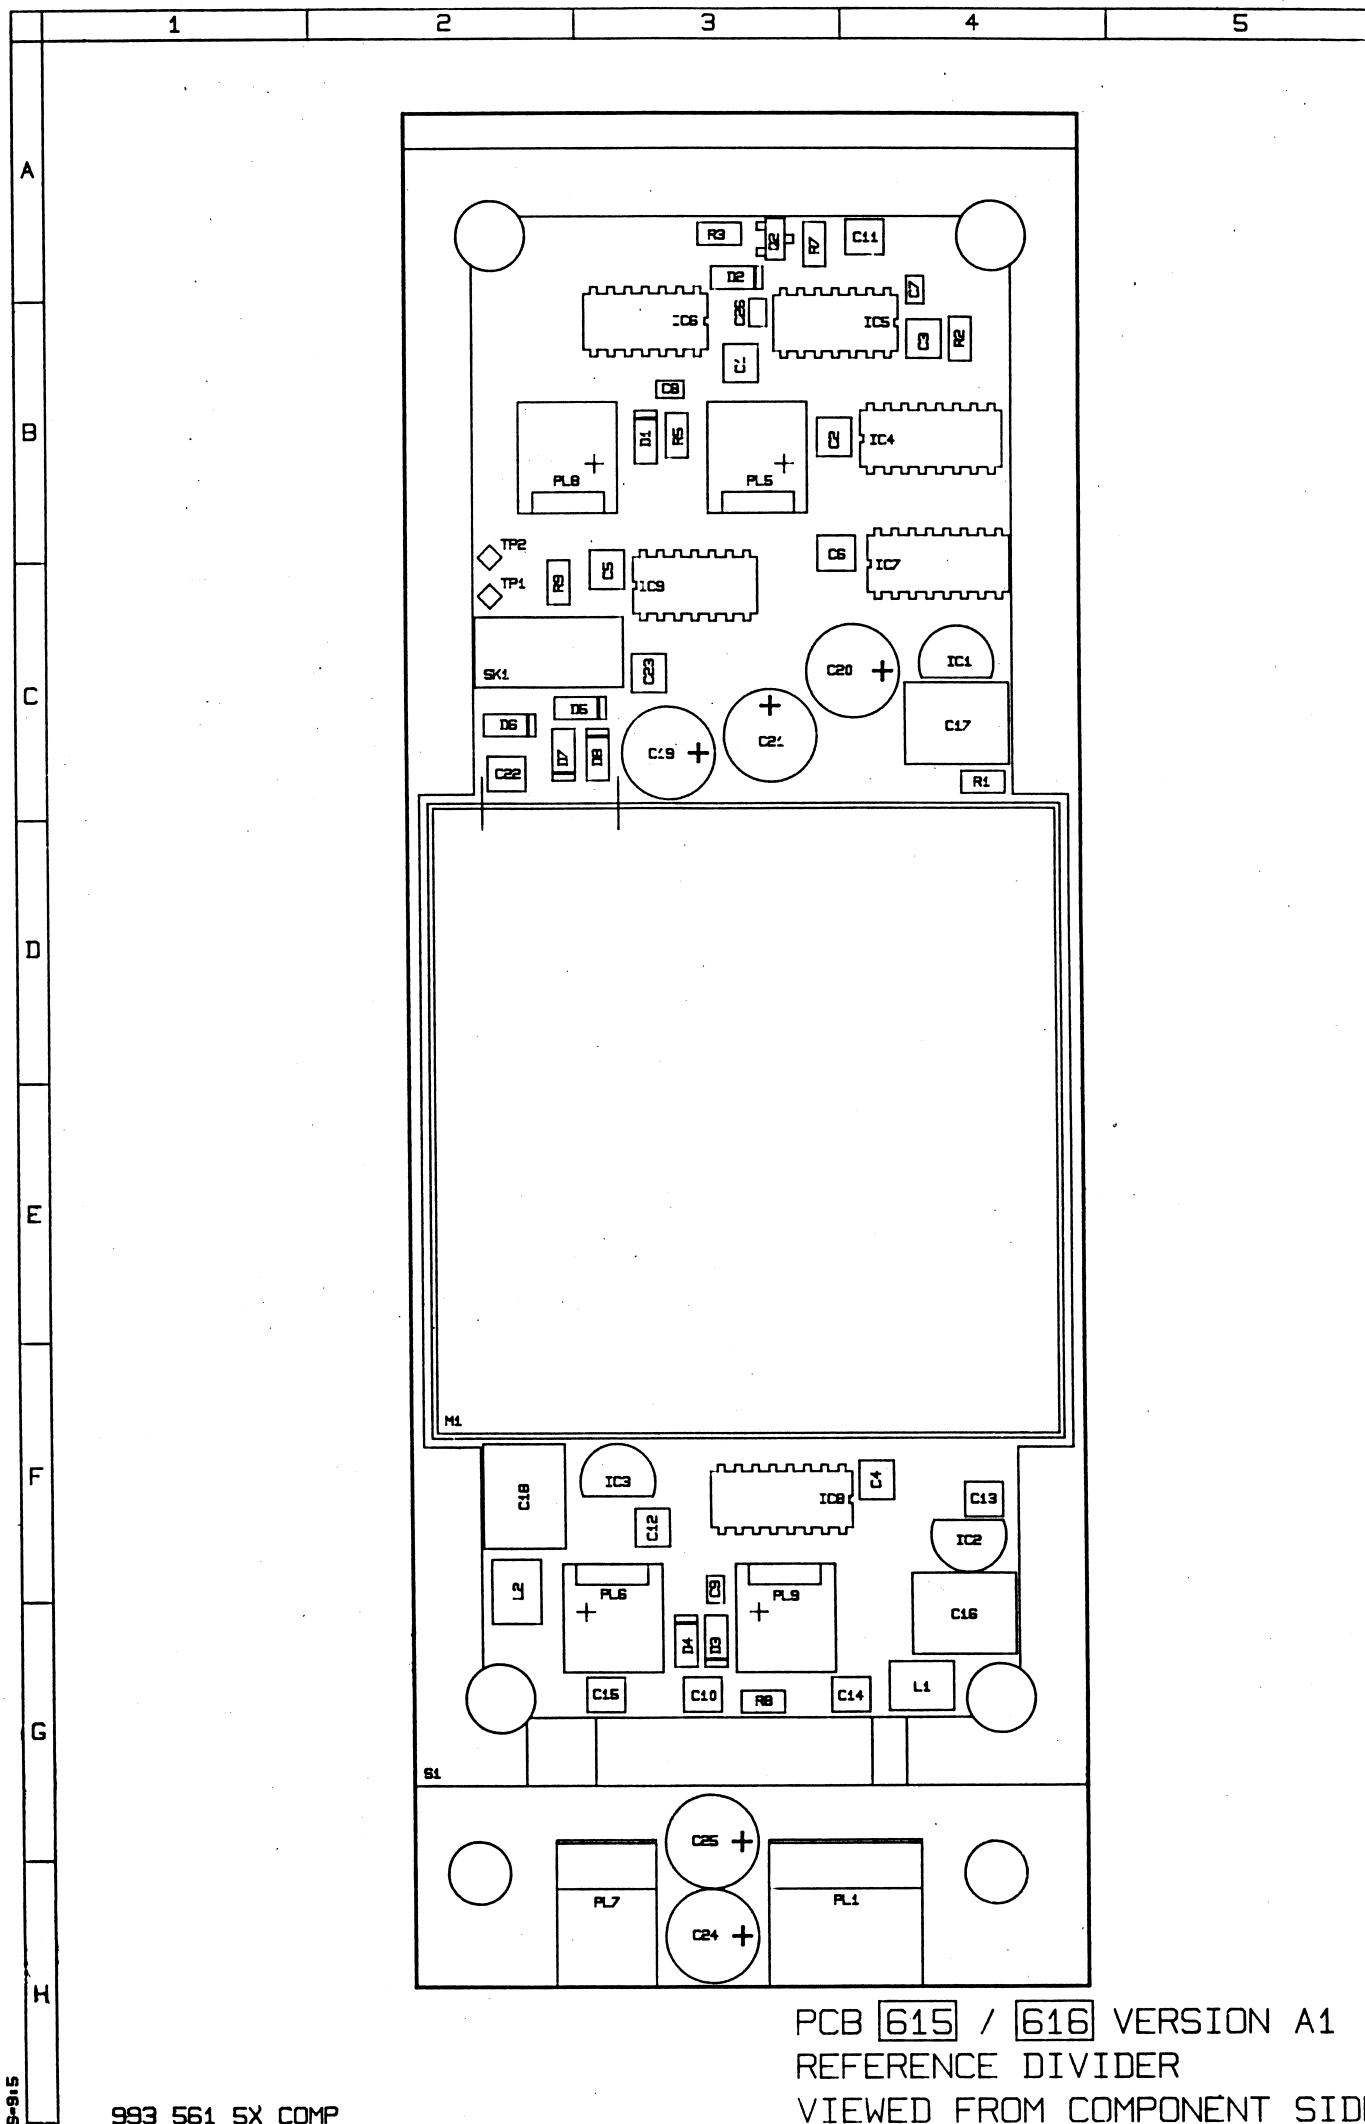 1 2 3 4 5
A
R3 Q2 R7 C11
D2 C7
C26
IC6 IC5 C3 R2
C1
C8
B
D1 R5 C2 IC4
PL8 PL5
TP2 C6 IC7
TP1 R9 C5 IC9
SK1 C23 C20 IC1
C
D6 D5 C17
C19 C21
C22 D7 D8 R1
D
E
M1
F
C18 IC3 IC8 C4 C13
C12 IC2
L2 PL6 C9 PL9
C16
D4 D3
C15 C10 R8 C14 L1
G
S1
C25
PL7 PL1
C24
H
PCB 615 / 616 VERSION A1
REFERENCE DIVIDER
VIEWED FROM COMPONENT
993 561 5X COMP